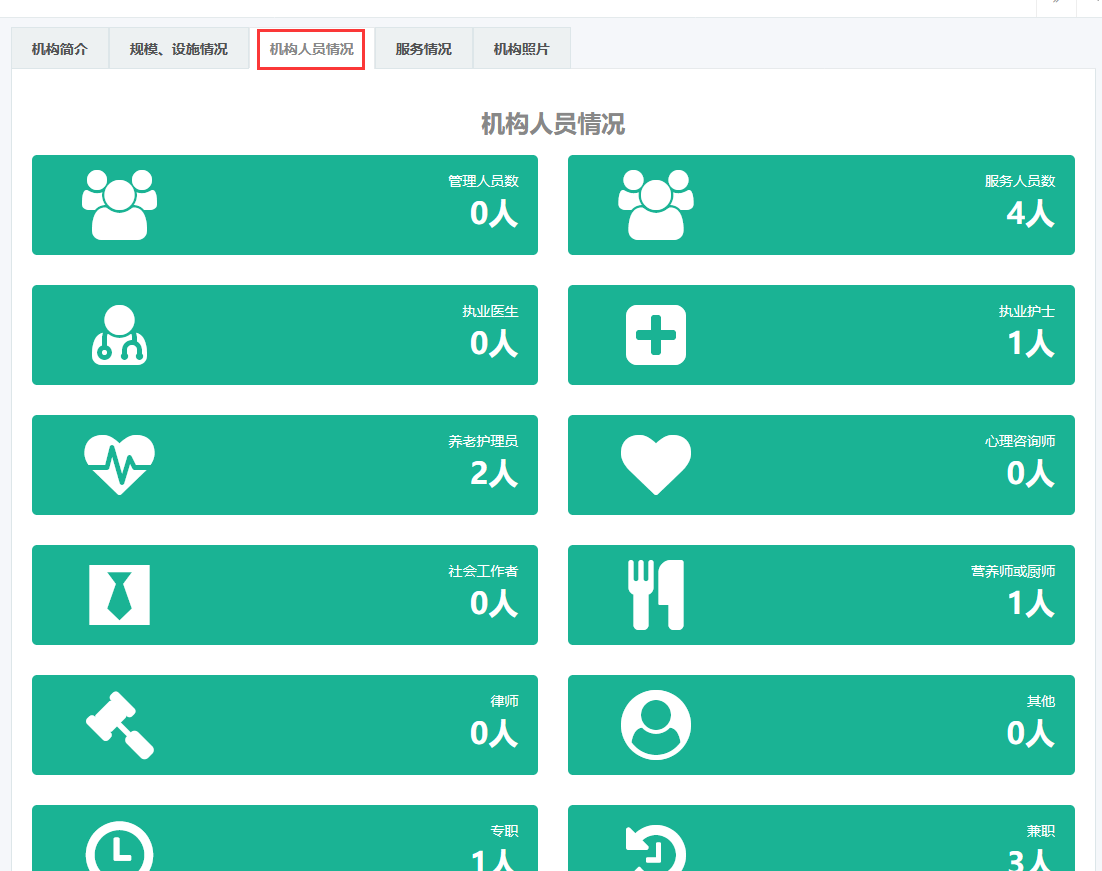 机构简介 规模、设施情况 机构人员情况 服务情况 机构照片
机构人员情况
管理人员数
0人
服务人员数
4人
执业医生
0人
执业护士
1人
养老护理员
2人
心理咨询师
0人
社会工作者
0人
营养师或厨师
1人
律师
0人
其他
0人
专职
1人
兼职
3人